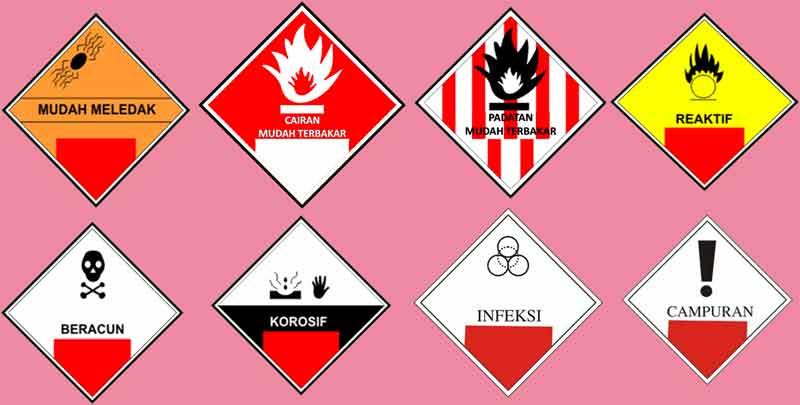 MUDAH MELEDAK
CAIRAN
MUDAH TERBAKAR
PADATAN
MUDAH TERBAKAR
REAKTIF
BERACUN
KOROSIF
INFEKSI
CAMPURAN